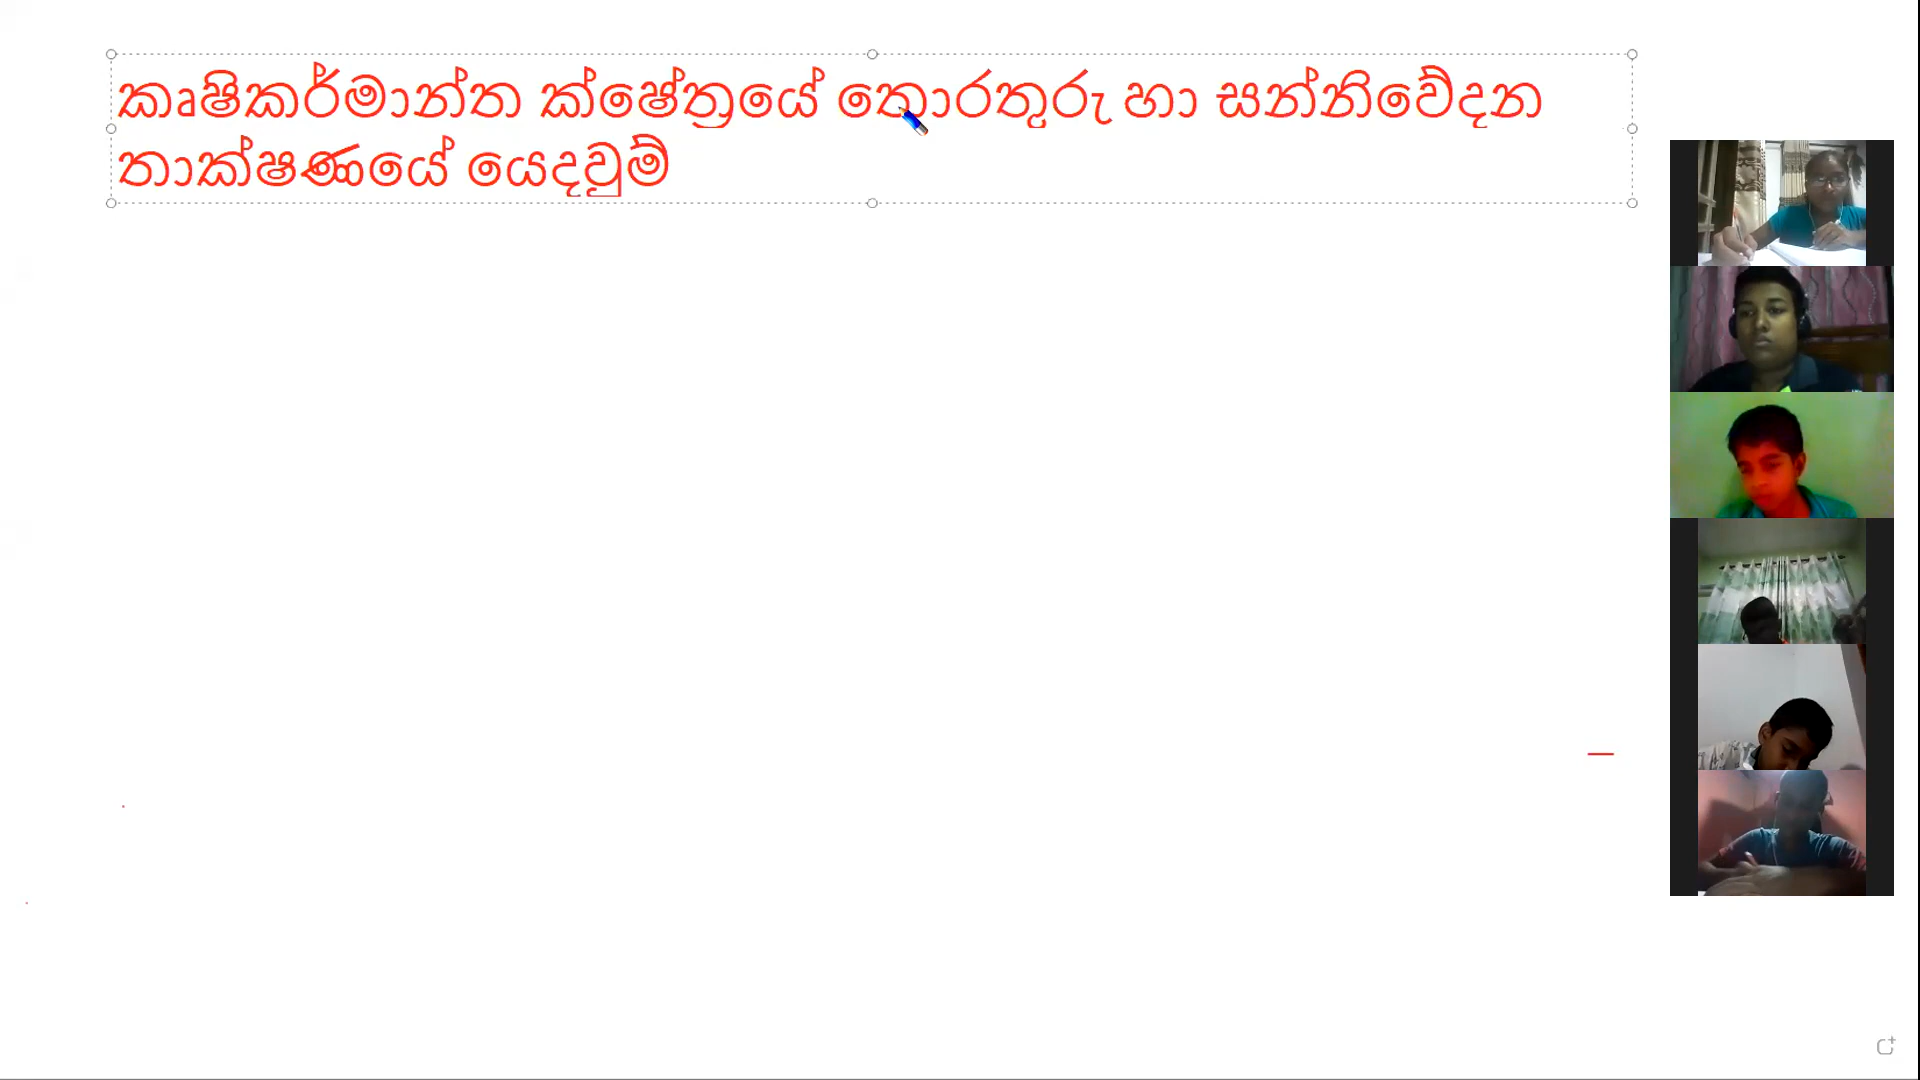 කෘෂිකර්මාන්ත ක්ෂේත්‍රයේ තොරතුරු හා සන්නිවේදන
තාක්ෂණයේ යෙදවුම්